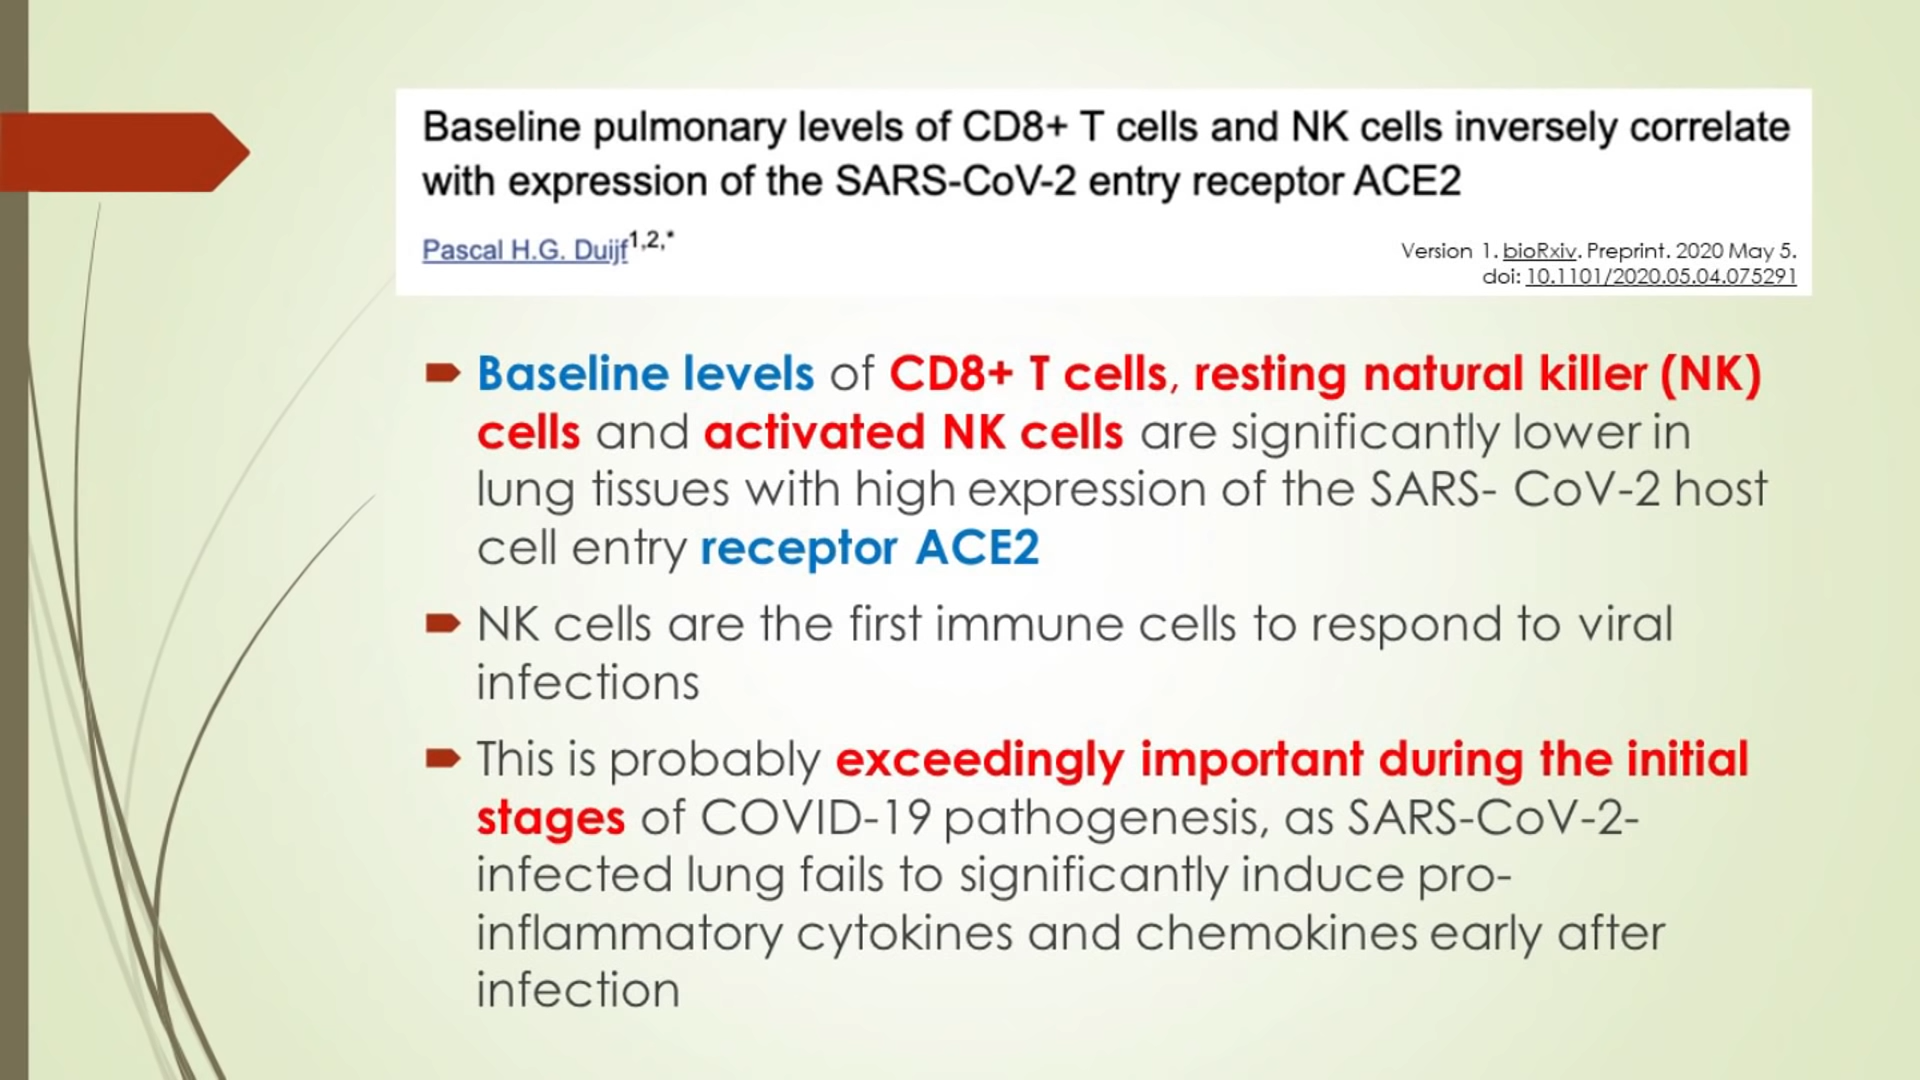 Baseline pulmonary levels of CD8+ T cells and NK cells inversely correlate
with expression of the SARS-CoV-2 entry receptor ACE2
Pascal H.G. Duijf1,2,*
Version 1. bioRxiv. Preprint. 2020 May 5.
doi: 10.1101/2020.05.04.075291
Baseline levels of CD8+ T cells, resting natural killer (NK)
cells and activated NK cells are significantly lower in
lung tissues with high expression of the SARS- CoV-2 host
cell entry receptor ACE2
NK cells are the first immune cells to respond to viral
infections
This is probably exceedingly important during the initial
stages of COVID-19 pathogenesis, as SARS-CoV-2-
infected lung fails to significantly induce pro-
inflammatory cytokines and chemokines early after
infection